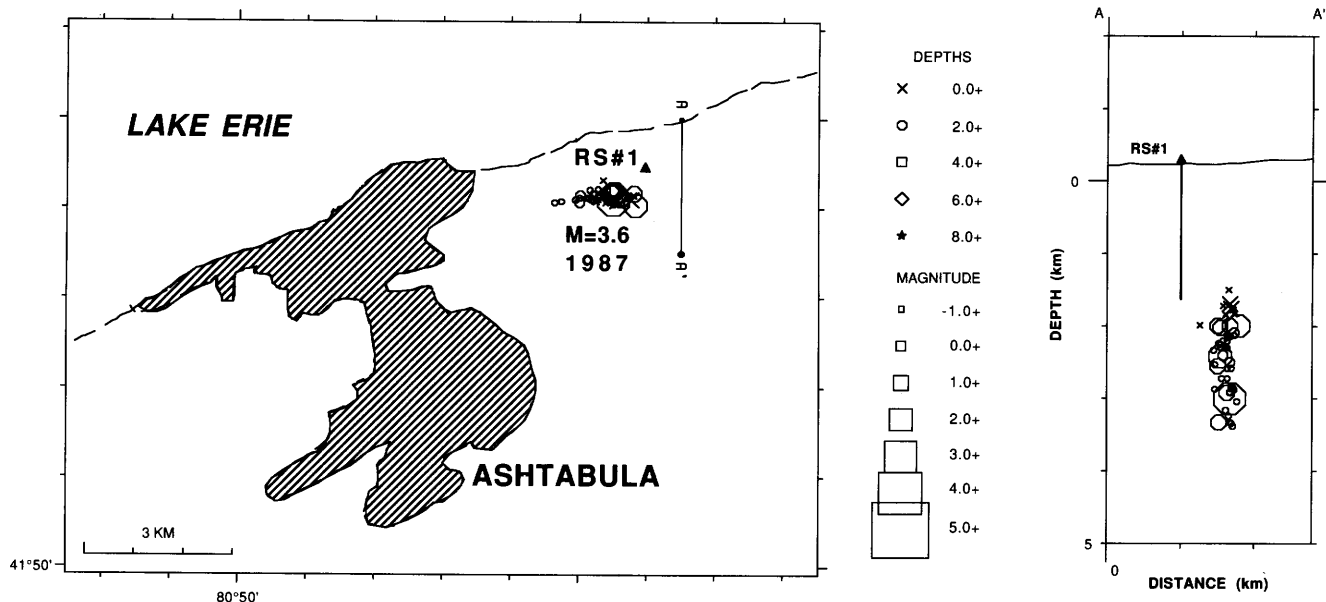 LAKE ERIE
RS#1
M=3.6
1987
A
A'
ASHTABULA
3 KM
41°50'
80°50'
DEPTHS
0.0+
2.0+
4.0+
6.0+
8.0+
MAGNITUDE
-1.0+
0.0+
1.0+
2.0+
3.0+
4.0+
5.0+
A
A'
RS#1
0
DEPTH (km)
5
0
DISTANCE (km)